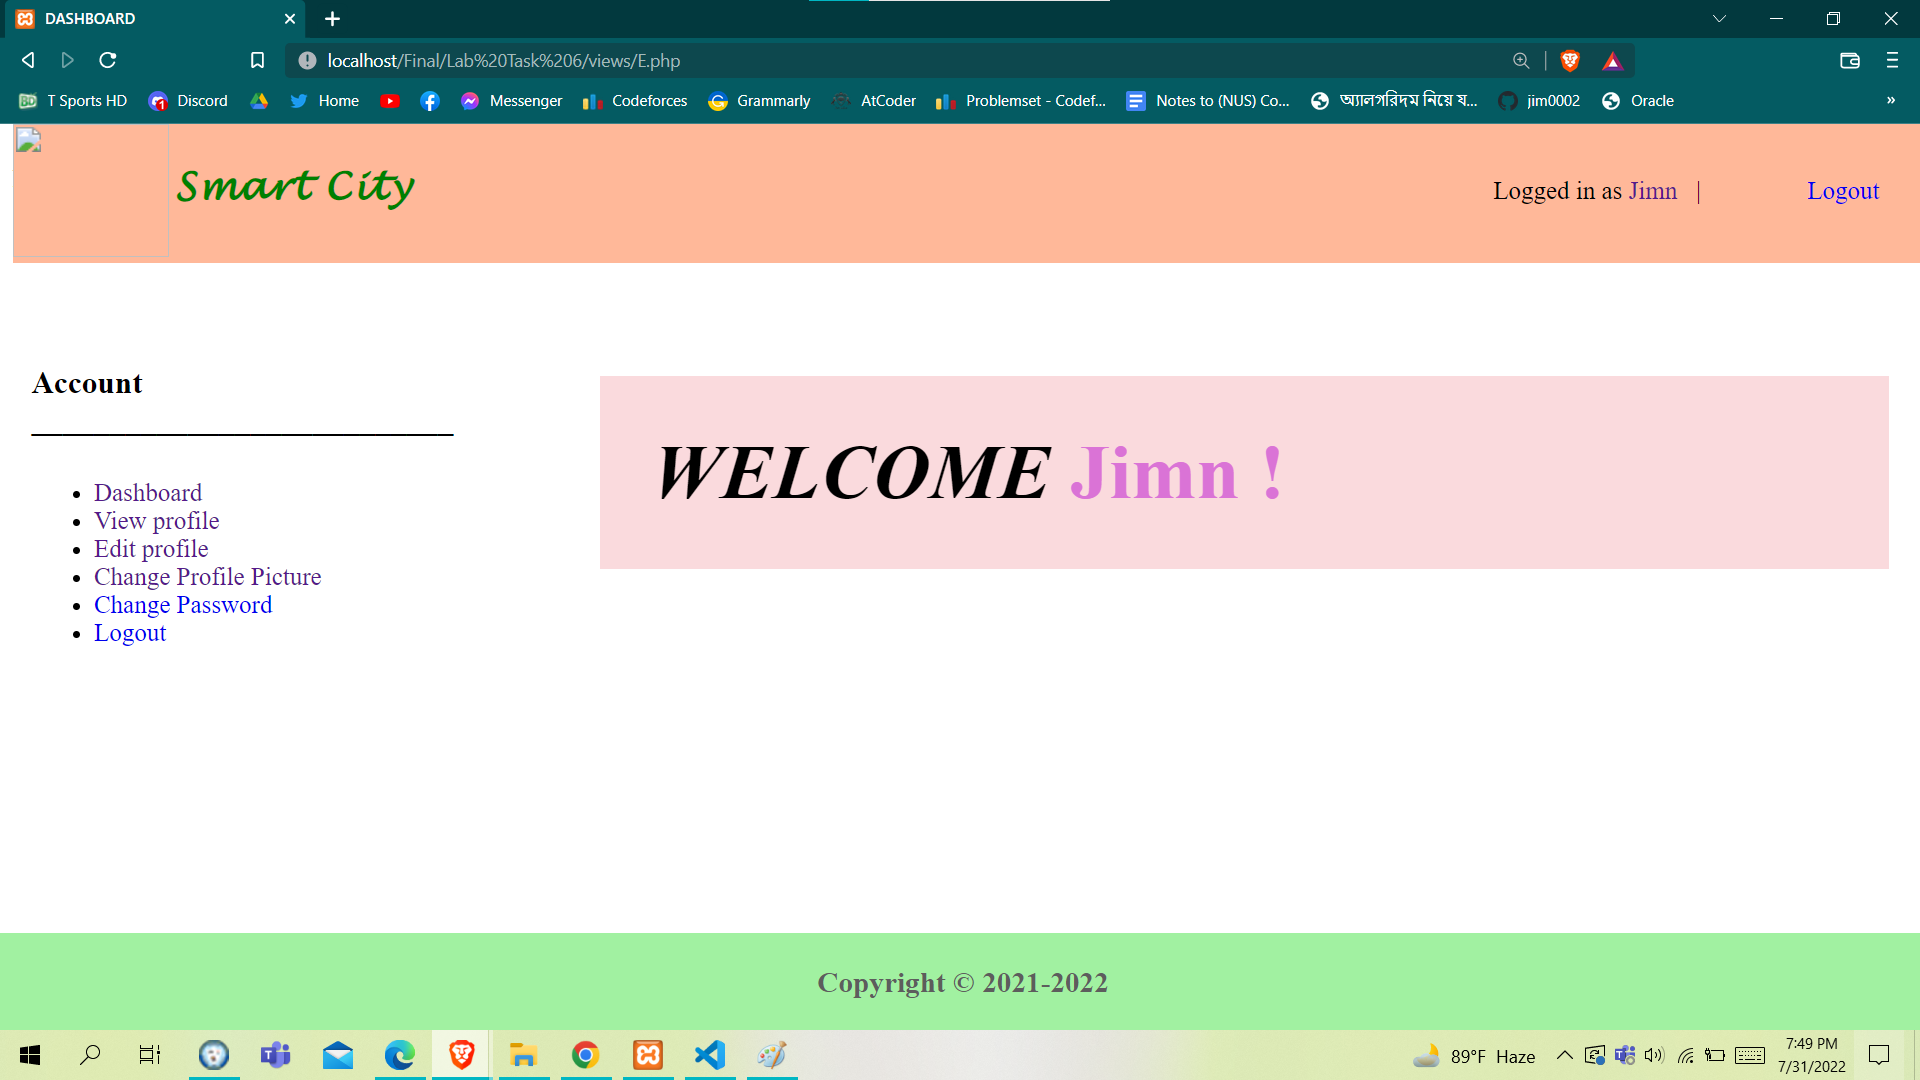 DASHBOARD
localhost/Final/Lab%20Task%206/views/E.php
T Sports HD Discord Home Messenger Codeforces Grammarly AtCoder Problemset - Codef... Notes to (NUS) Co... অ্যালগরিদম নিয়ে য... jim0002 Oracle »
Smart City
Logged in as Jimn | Logout
Account
WELCOME Jimn !
Dashboard
View profile
Edit profile
Change Profile Picture
Change Password
Logout
Copyright © 2021-2022
89°F Haze
7:49 PM
7/31/2022